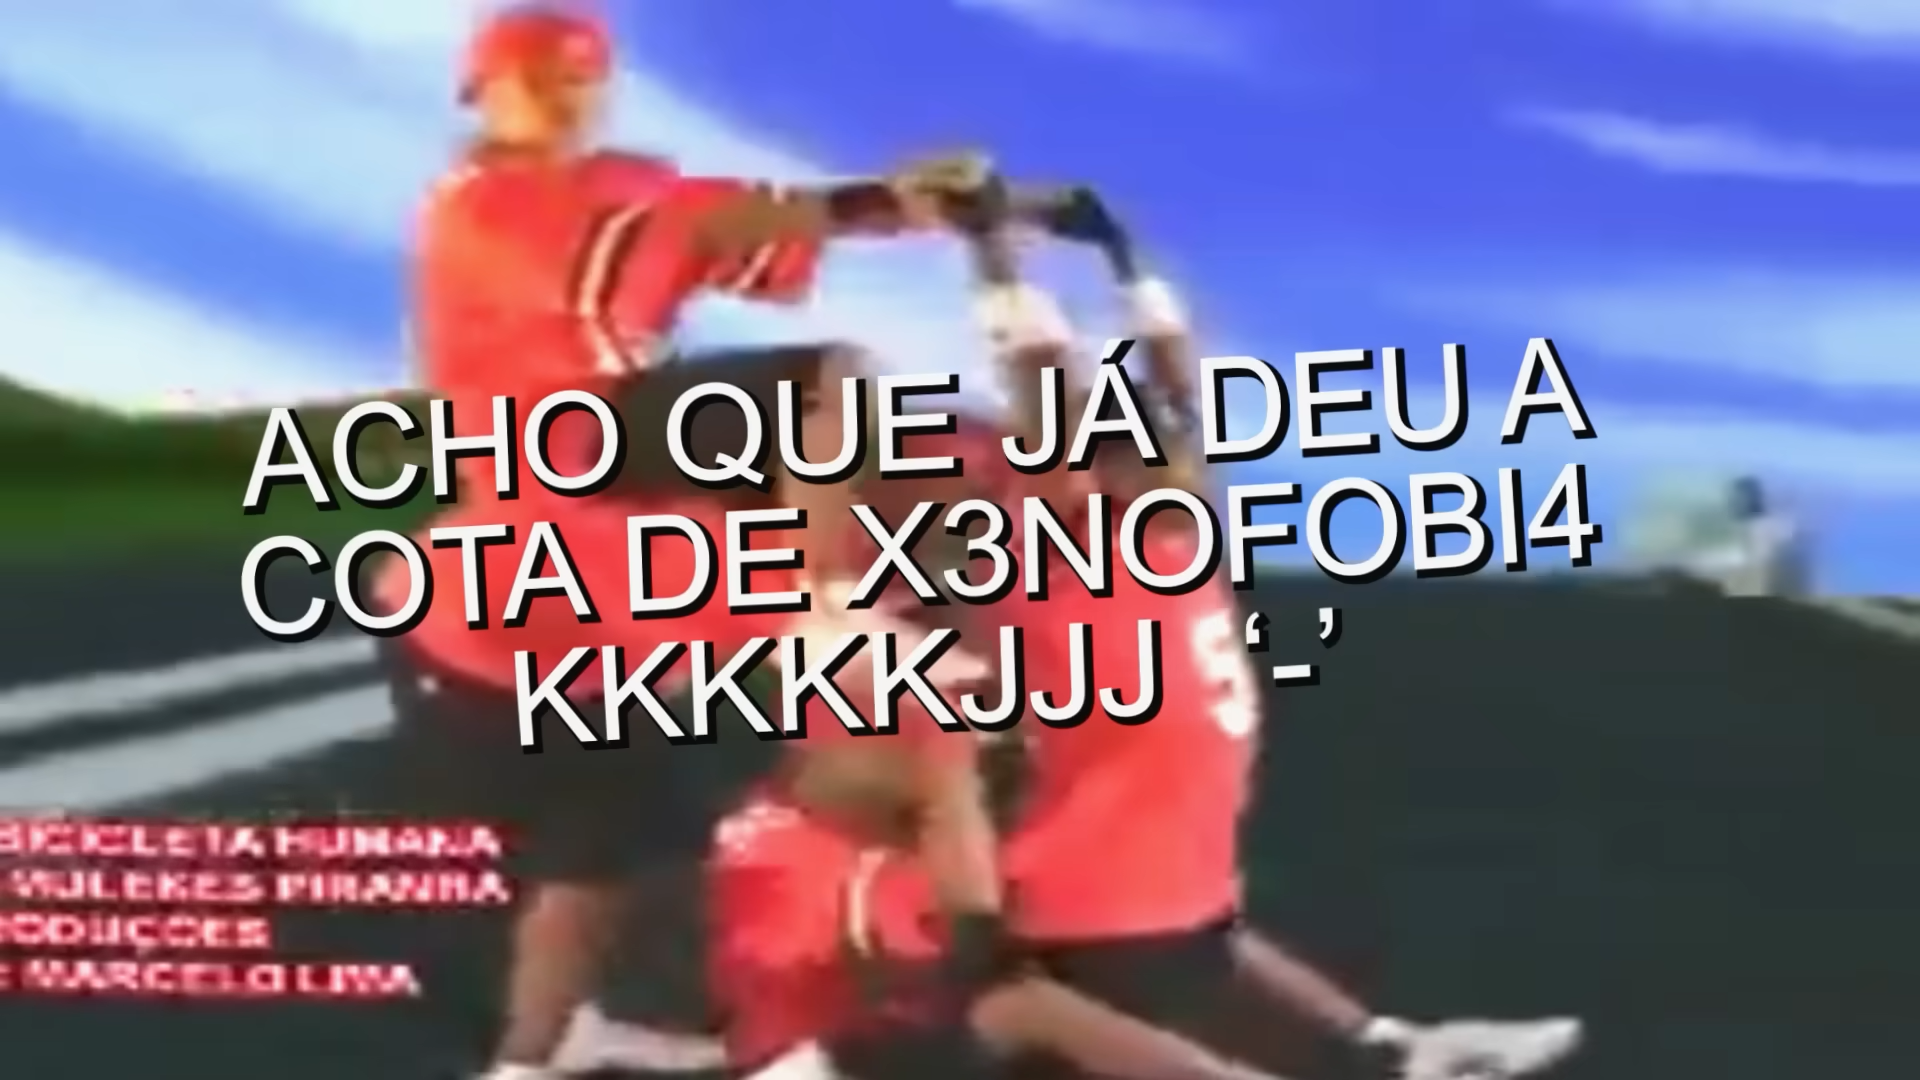 ACHO QUE JÁ DEU A
COTA DE X3NOFOBI4
KKKKKJJJ ‘-’
BICICLETA HUMANA
MULEKES PIRANHA
MARCELO LIMA